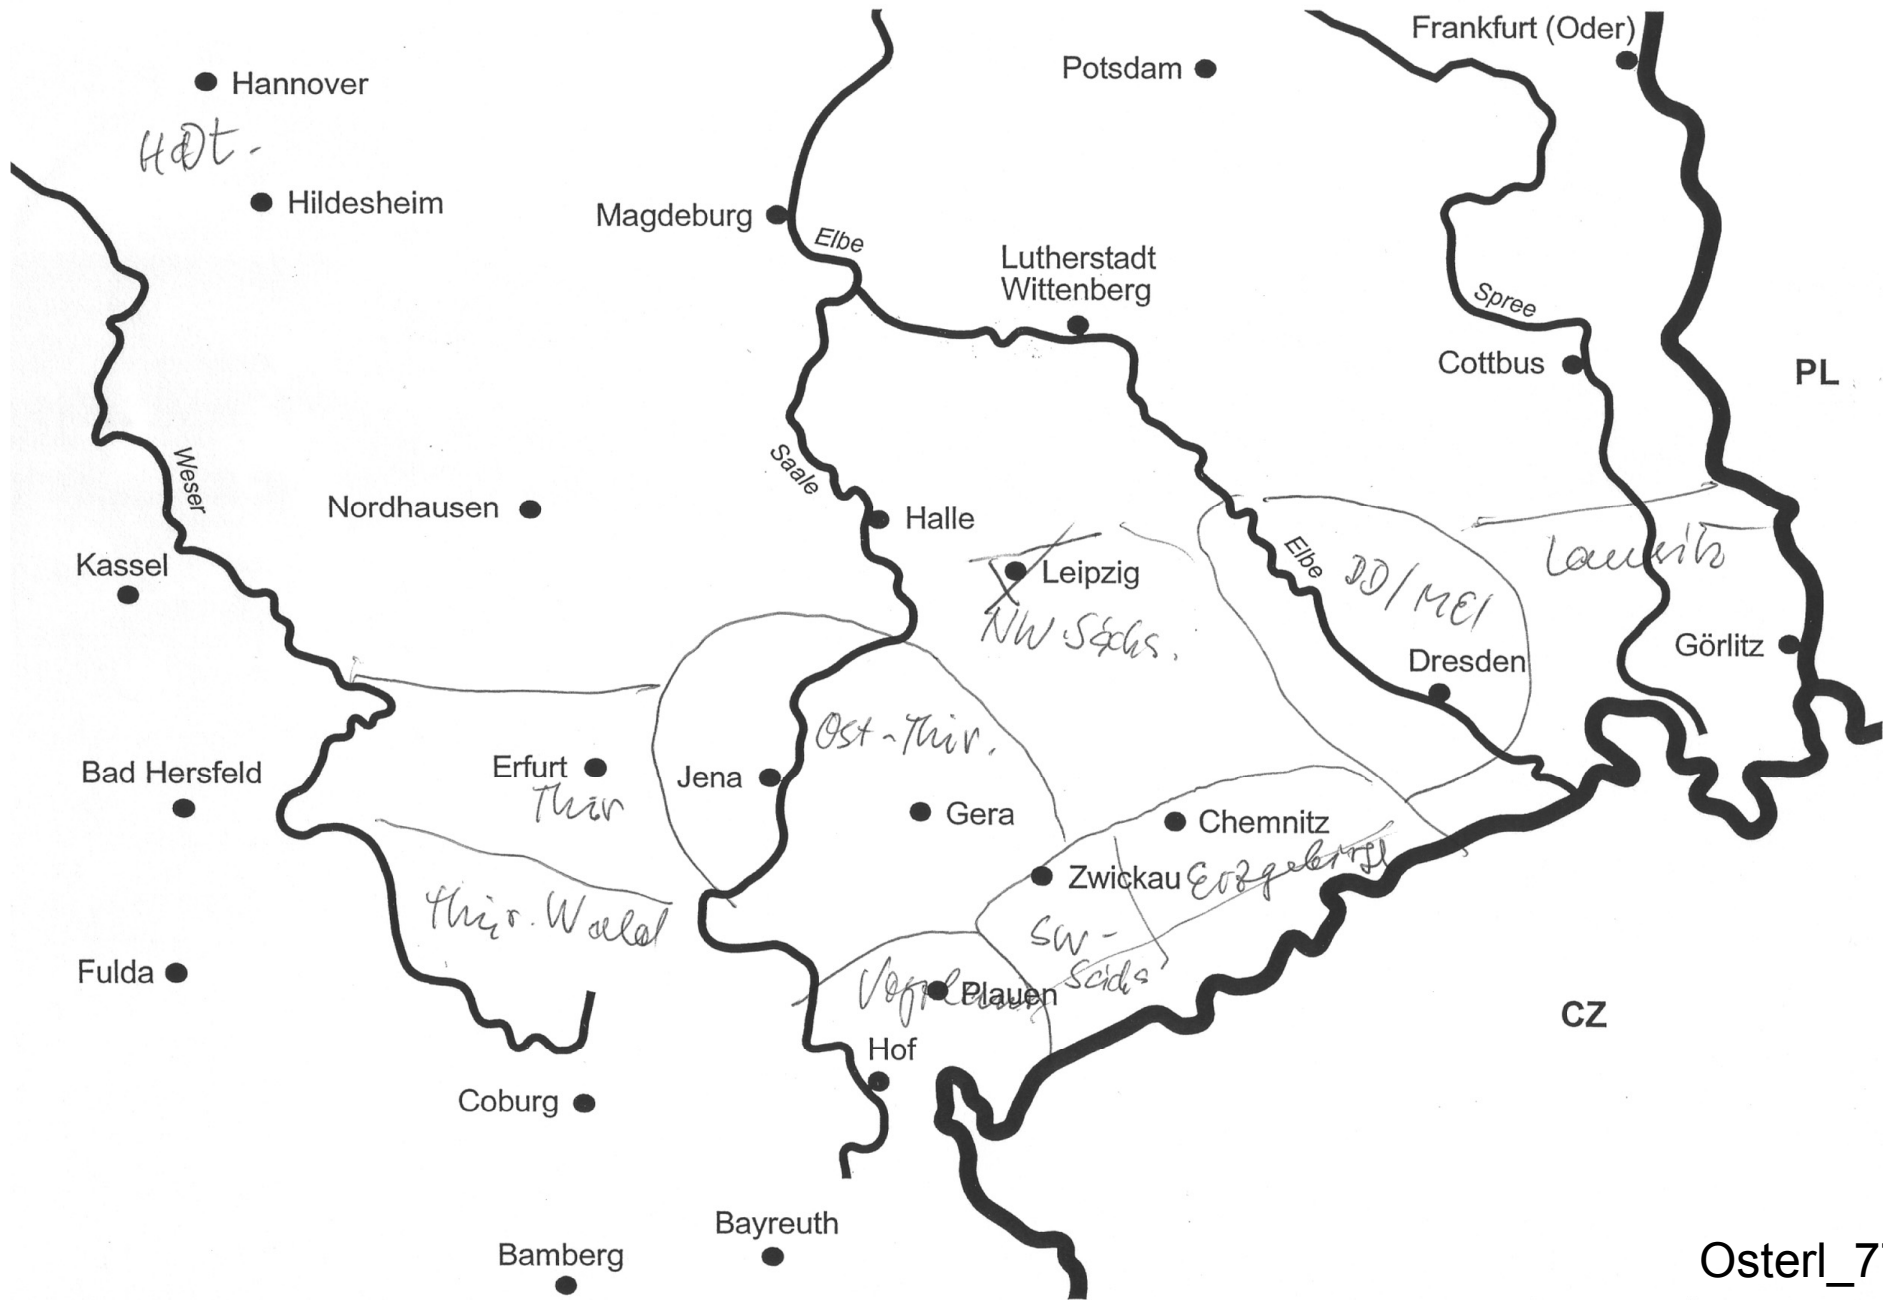 Frankfurt (Oder)
Potsdam
Hannover
Hildesheim
Magdeburg
Elbe
Lutherstadt
Wittenberg
Spree
Cottbus
PL
Weser
Saale
Nordhausen
Halle
Kassel
Leipzig
NW-Sächs.
Elbe
DD/MEI
Lausitz
Dresden
Görlitz
Ost-Thür.
Bad Hersfeld
Erfurt
Thür
Jena
Gera
Chemnitz
Zwickau
Erzgebirge
Thür. Wald
SW-
Sächs
Fulda
Vogtland
Plauen
CZ
Hof
Coburg
Bayreuth
Bamberg
Osterl_7